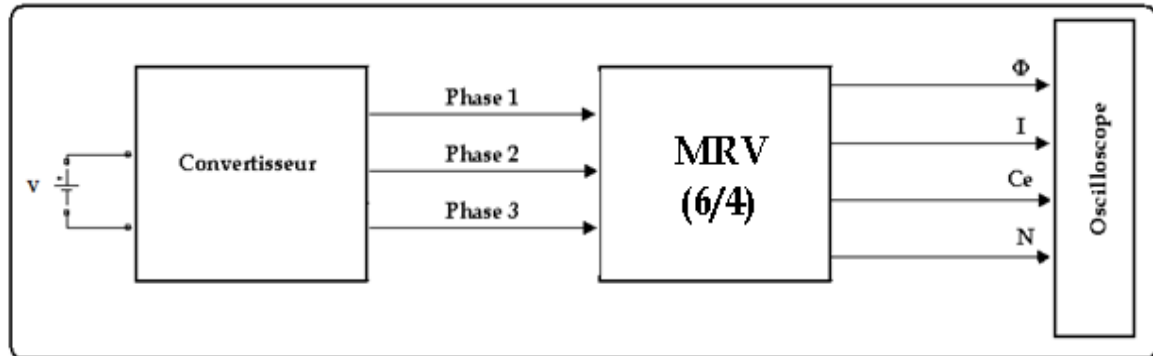 V
Convertisseur
Phase 1
Phase 2
Phase 3
MRV
(6/4)
Φ
I
Ce
N
Oscilloscope